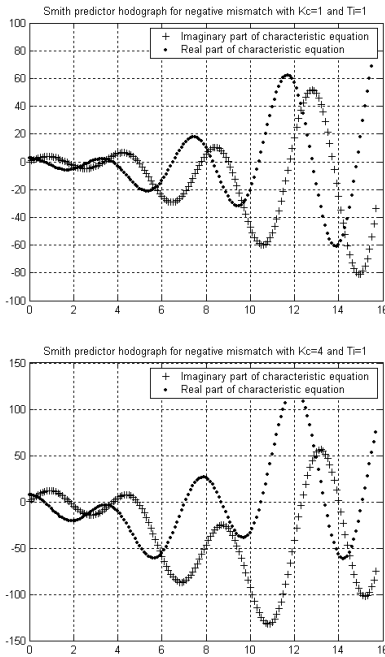 Smith predictor hodograph for negative mismatch with Kc=1 and Ti=1
100
80
60
40
20
0
-20
-40
-60
-80
-100
Imaginary part of characteristic equation
Real part of characteristic equation
0 2 4 6 8 10 12 14 16
Smith predictor hodograph for negative mismatch with Kc=4 and Ti=1
150
100
50
0
-50
-100
-150
Imaginary part of characteristic equation
Real part of characteristic equation
0 2 4 6 8 10 12 14 16